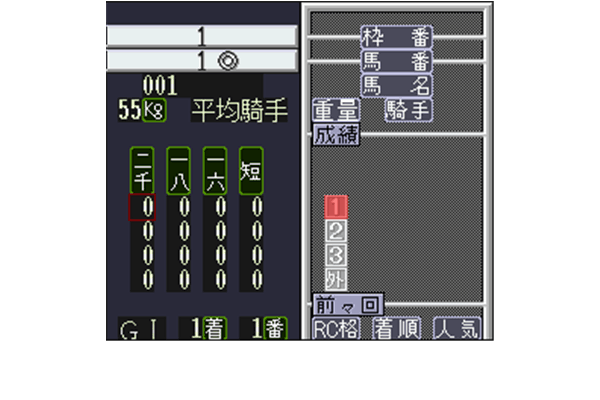 1 枠 番
1 ◎ 馬 番
001 馬 名
55Kg 平均騎手 重量 騎手
成績
二千 一八 一六 短
0 0 0 0 1
0 0 0 0 2
0 0 0 0 3
0 0 0 0 外
前々回
GI 1着 1番 RC格 着順 人気